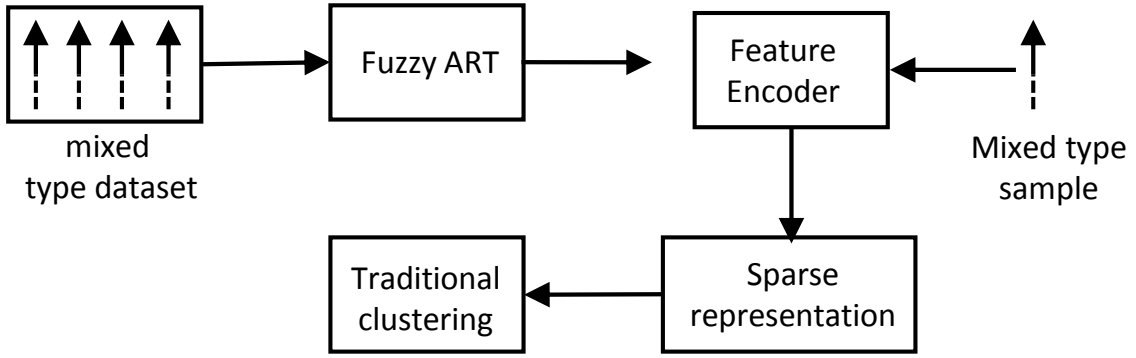 Fuzzy ART
Feature
Encoder
mixed
type dataset
Mixed type
sample
Traditional
clustering
Sparse
representation